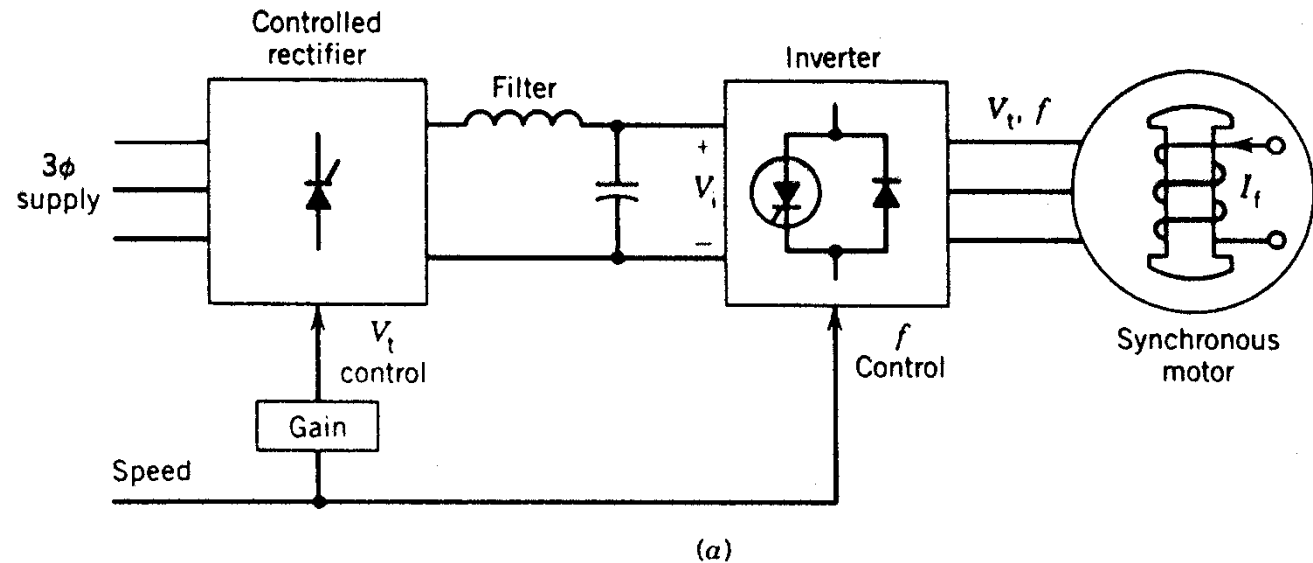 Controlled
rectifier
Filter
Inverter
3ϕ
supply
+
V_i
−
V_t, f
I_f
Synchronous
motor
V_t
control
f
Control
Gain
Speed
(a)